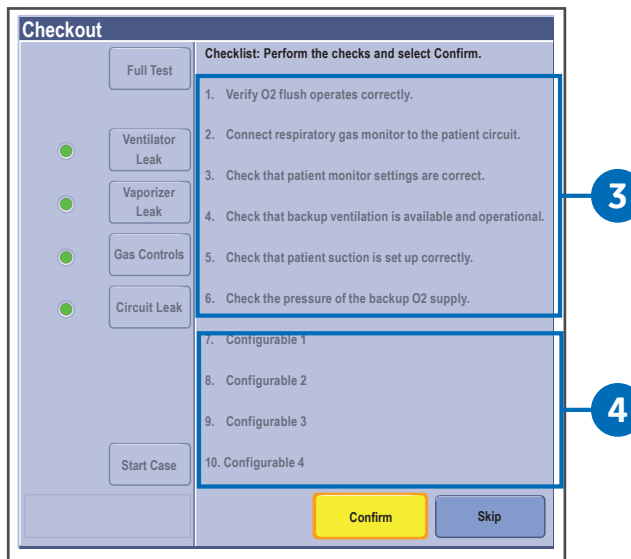 Checkout
Checklist: Perform the checks and select Confirm.
Full Test
1. Verify O2 flush operates correctly.
2. Connect respiratory gas monitor to the patient circuit.
Ventilator
Leak
3. Check that patient monitor settings are correct.
Vaporizer
Leak
3
4. Check that backup ventilation is available and operational.
Gas Controls
5. Check that patient suction is set up correctly.
Circuit Leak
6. Check the pressure of the backup O2 supply.
7. Configurable 1
8. Configurable 2
4
9. Configurable 3
Start Case
10. Configurable 4
Confirm
Skip